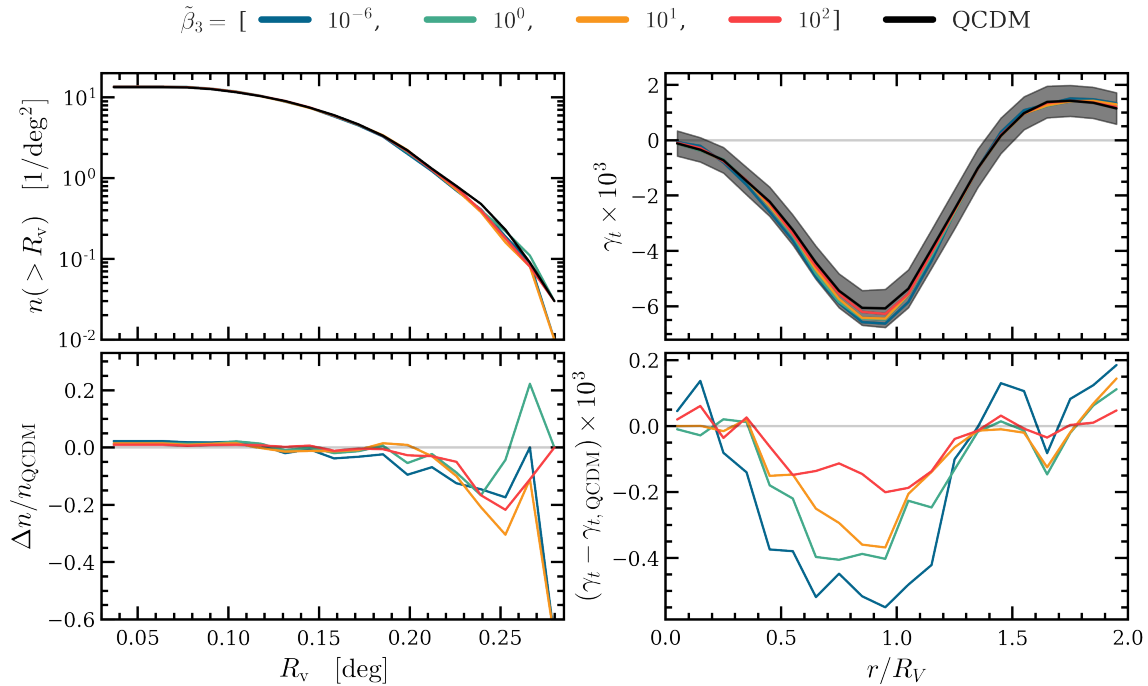 β̃₃ = [ 10⁻⁶, 10⁰, 10¹, 10²] QCDM
n(> R_v) [1/deg²]
10¹
10⁰
10⁻¹
10⁻²
γ_t × 10³
2
0
−2
−4
−6
Δn/n_QCDM
0.2
0.0
−0.2
−0.4
−0.6
0.05 0.10 0.15 0.20 0.25
R_v [deg]
(γ_t − γ_t, QCDM) × 10³
0.2
0.0
−0.2
−0.4
0.0 0.5 1.0 1.5 2.0
r/R_V